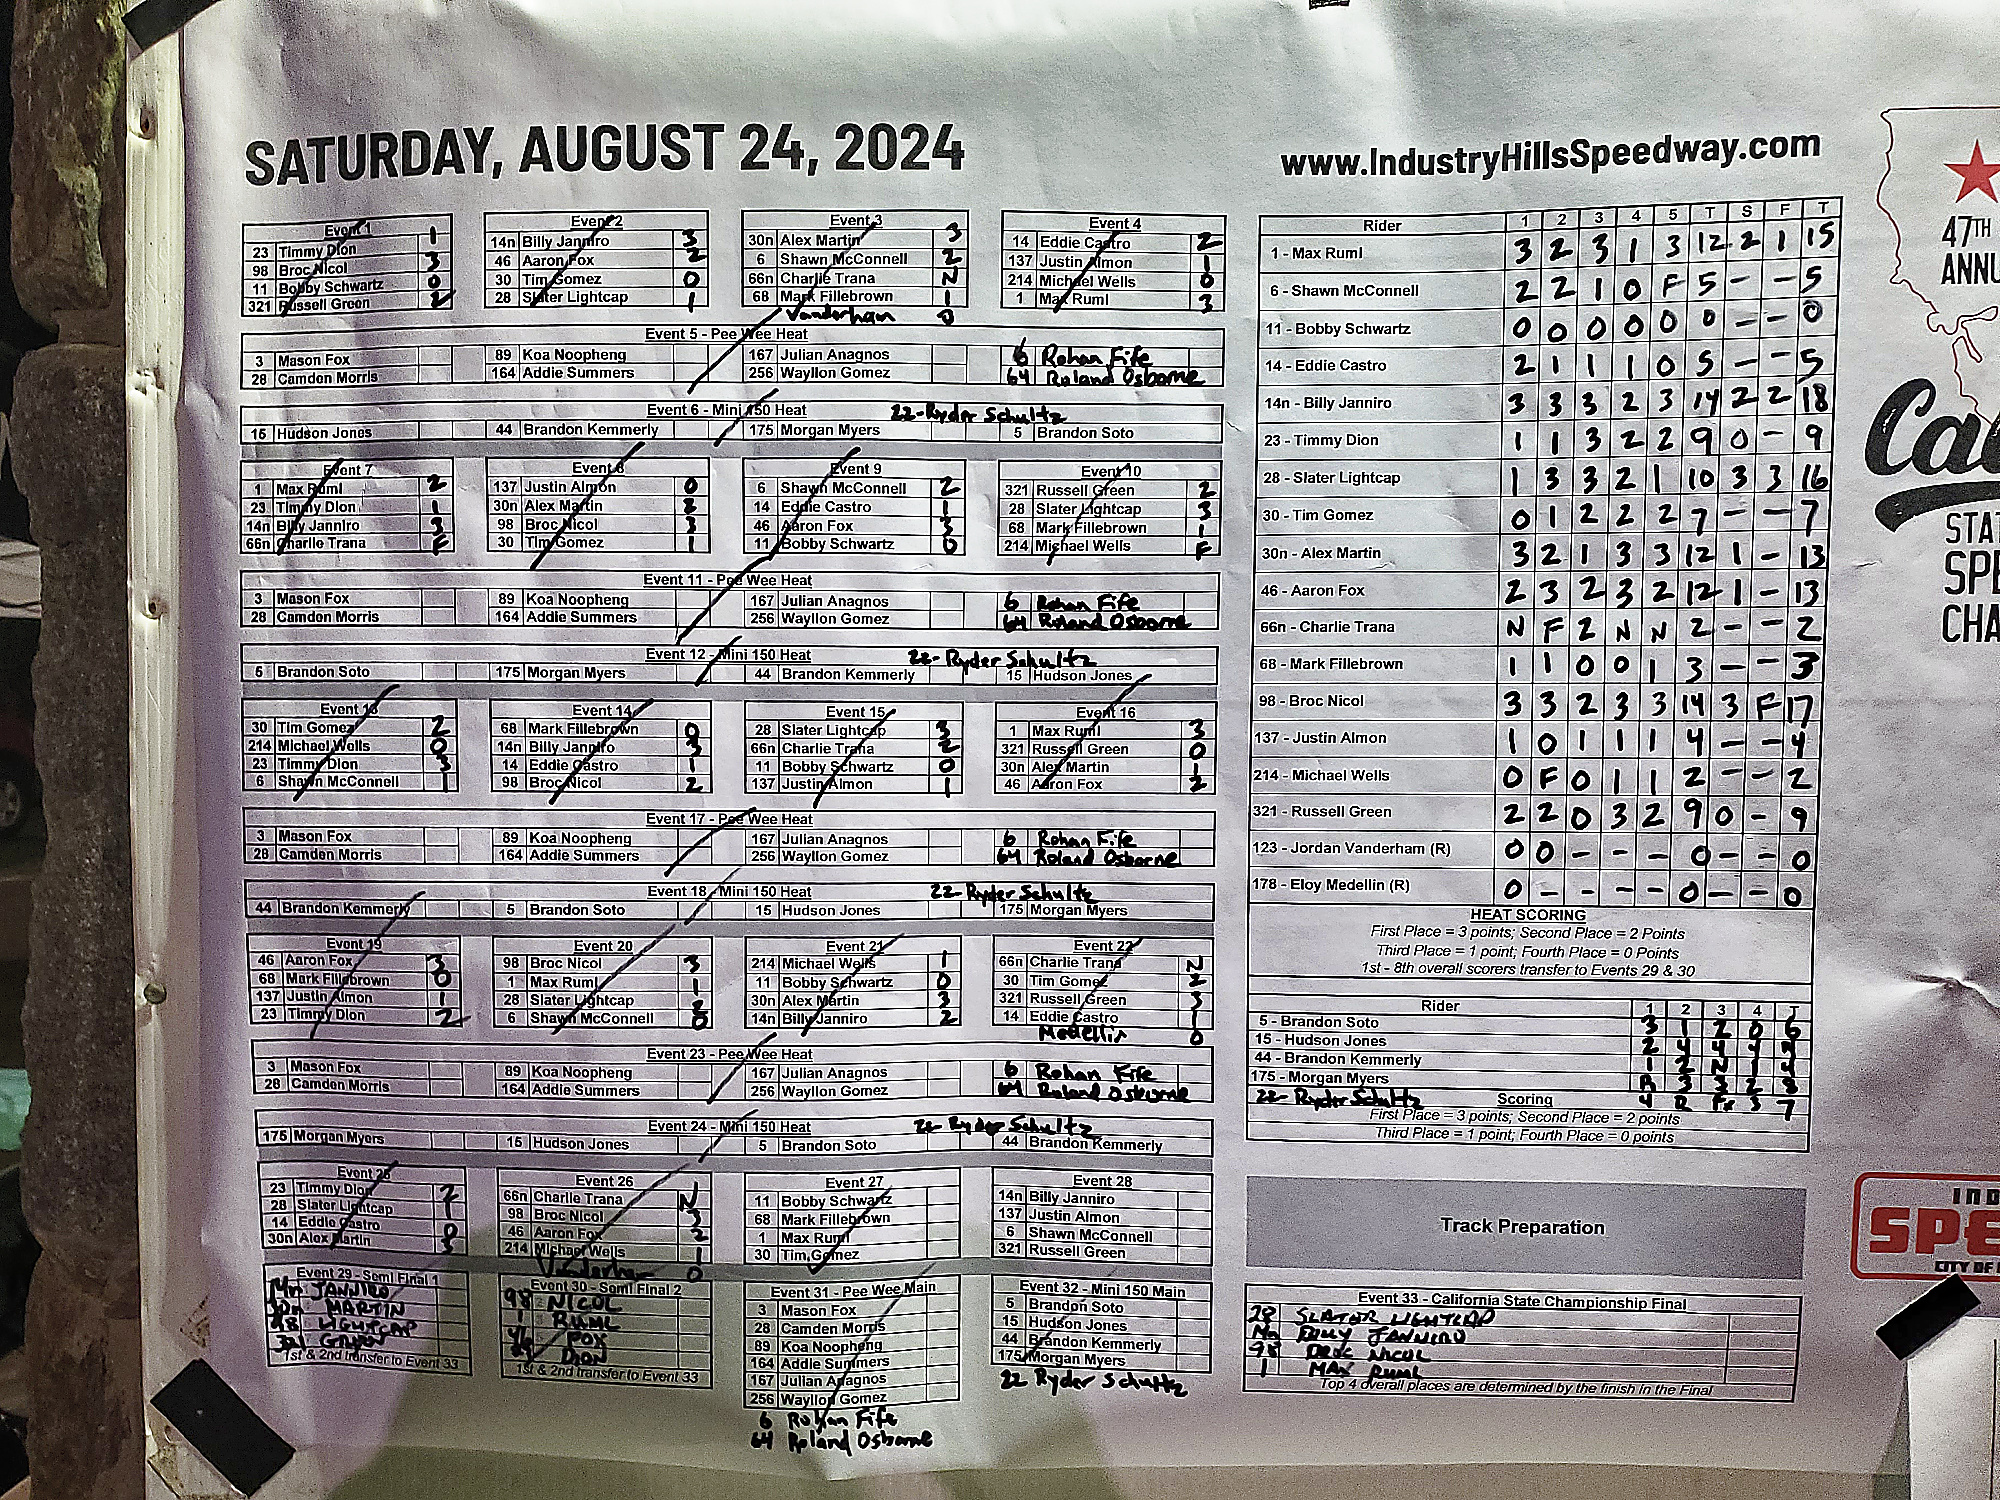 SATURDAY, AUGUST 24, 2024
www.IndustryHillsSpeedway.com
Event 1
23 Timmy Dion 1
98 Broc Nicol 3
11 Bobby Schwartz 0
321 Russell Green 2
Event 2
14n Billy Janniro 3
46 Aaron Fox 2
30 Tim Gomez 0
28 Slater Lightcap 1
Event 3
30n Alex Martin 3
6 Shawn McConnell 2
66n Charlie Trana N
68 Mark Fillebrown 1
Vanderham 0
Event 4
14 Eddie Castro 2
137 Justin Almon 1
214 Michael Wells 0
1 Max Ruml 3
Event 5 - Pee Wee Heat
3 Mason Fox 89 Koa Noopheng 167 Julian Anagnos 6 Rohan Fife
28 Camden Morris 164 Addie Summers 256 Wayllon Gomez 64 Roland Osborne
Event 6 - Mini 150 Heat 22-Ryder Schultz
15 Hudson Jones 44 Brandon Kemmerly 175 Morgan Myers 5 Brandon Soto
Event 7
1 Max Ruml 2
23 Timmy Dion 1
14n Billy Janniro 3
66n Charlie Trana F
Event 8
137 Justin Almon 0
30n Alex Martin 2
98 Broc Nicol 3
30 Tim Gomez 1
Event 9
6 Shawn McConnell 2
14 Eddie Castro 1
46 Aaron Fox 3
11 Bobby Schwartz 0
Event 10
321 Russell Green 2
28 Slater Lightcap 3
68 Mark Fillebrown 1
214 Michael Wells F
Event 11 - Pee Wee Heat
3 Mason Fox 89 Koa Noopheng 167 Julian Anagnos 6 Rohan Fife
28 Camden Morris 164 Addie Summers 256 Wayllon Gomez 64 Roland Osborne
Event 12 - Mini 150 Heat 22- Ryder Schultz
5 Brandon Soto 175 Morgan Myers 44 Brandon Kemmerly 15 Hudson Jones
Event 13
30 Tim Gomez 2
214 Michael Wells 0
23 Timmy Dion 3
6 Shawn McConnell 1
Event 14
68 Mark Fillebrown 0
14n Billy Janniro 3
14 Eddie Castro 1
98 Broc Nicol 2
Event 15
28 Slater Lightcap 3
66n Charlie Trana 2
11 Bobby Schwartz 0
137 Justin Almon 1
Event 16
1 Max Ruml 3
321 Russell Green 0
30n Alex Martin 1
46 Aaron Fox 2
Event 17 - Pee Wee Heat
3 Mason Fox 89 Koa Noopheng 167 Julian Anagnos 6 Rohan Fife
28 Camden Morris 164 Addie Summers 256 Wayllon Gomez 64 Roland Osborne
Event 18 - Mini 150 Heat 22- Ryder Schultz
44 Brandon Kemmerly 5 Brandon Soto 15 Hudson Jones 175 Morgan Myers
Event 19
46 Aaron Fox 3
68 Mark Fillebrown 0
137 Justin Almon 1
23 Timmy Dion 2
Event 20
98 Broc Nicol 3
1 Max Ruml 1
28 Slater Lightcap 2
6 Shawn McConnell 0
Event 21
214 Michael Wells 1
11 Bobby Schwartz 0
30n Alex Martin 3
14n Billy Janniro 2
Event 22
66n Charlie Trana N
30 Tim Gomez 2
321 Russell Green 3
14 Eddie Castro 1
Medellin 0
Event 23 - Pee Wee Heat
3 Mason Fox 89 Koa Noopheng 167 Julian Anagnos 6 Rohan Fife
28 Camden Morris 164 Addie Summers 256 Wayllon Gomez 64 Roland Osborne
Event 24 - Mini 150 Heat 22- Ryder Schultz
175 Morgan Myers 15 Hudson Jones 5 Brandon Soto 44 Brandon Kemmerly
Event 25
23 Timmy Dion 2
28 Slater Lightcap 1
14 Eddie Castro
30n Alex Martin 3
Event 26
66n Charlie Trana N
98 Broc Nicol 3
46 Aaron Fox 2
214 Michael Wells 1
Vanderham 0
Event 27
11 Bobby Schwartz
68 Mark Fillebrown
1 Max Ruml
30 Tim Gomez
Event 28
14n Billy Janniro
137 Justin Almon
6 Shawn McConnell
321 Russell Green
Event 29 - Semi Final 1
14n JANNIRO
30n MARTIN
28 LIGHTCAP
321 GREEN
1st & 2nd transfer to Event 33
Event 30 - Semi Final 2
98 NICOL
1 RUML
46 FOX
DION
1st & 2nd transfer to Event 33
Event 31 - Pee Wee Main
3 Mason Fox
28 Camden Morris
89 Koa Noopheng
164 Addie Summers
167 Julian Anagnos
256 Wayllon Gomez
6 Rohan Fife
64 Roland Osborne
Event 32 - Mini 150 Main
5 Brandon Soto
15 Hudson Jones
44 Brandon Kemmerly
175 Morgan Myers
22 Ryder Schultz
Rider 1 2 3 4 5 T S F T
1 - Max Ruml 3 2 3 1 3 12 2 1 15
6 - Shawn McConnell 2 2 1 0 F 5 - - 5
11 - Bobby Schwartz 0 0 0 0 0 0 - - 0
14 - Eddie Castro 2 1 1 1 0 5 - - 5
14n - Billy Janniro 3 3 3 2 3 14 2 2 18
23 - Timmy Dion 1 1 3 2 2 9 0 - 9
28 - Slater Lightcap 1 3 3 2 1 10 3 3 16
30 - Tim Gomez 0 1 2 2 2 7 - - 7
30n - Alex Martin 3 2 1 3 3 12 1 - 13
46 - Aaron Fox 2 3 2 3 2 12 1 - 13
66n - Charlie Trana N F 2 N N 2 - - 2
68 - Mark Fillebrown 1 1 0 0 1 3 - - 3
98 - Broc Nicol 3 3 2 3 3 14 3 F 17
137 - Justin Almon 1 0 1 1 1 4 - - 4
214 - Michael Wells 0 F 0 1 1 2 - - 2
321 - Russell Green 2 2 0 3 2 9 0 - 9
123 - Jordan Vanderham (R) 0 0 - - - 0 - - 0
178 - Eloy Medellin (R) 0 - - - - 0 - - 0
HEAT SCORING
First Place = 3 points; Second Place = 2 Points
Third Place = 1 point; Fourth Place = 0 Points
1st - 8th overall scorers transfer to Events 29 & 30
Rider 1 2 3 4 T
5 - Brandon Soto 3 1 2 0 6
15 - Hudson Jones 2 4 4 4
44 - Brandon Kemmerly 1 2 N 1 4
175 - Morgan Myers R 3 3 2 8
22- Ryder Schultz 4 R Fx 3 7
Scoring
First Place = 3 points; Second Place = 2 points
Third Place = 1 point; Fourth Place = 0 points
Track Preparation
Event 33 - California State Championship Final
28 SLATER LIGHTCAP
14n BILLY JANNIRO
98 BROC NICOL
1 MAX RUML
Top 4 overall places are determined by the finish in the Final
47TH
ANNU
Cal
STAT
SPE
CHA
IND
SPE
CITY OF